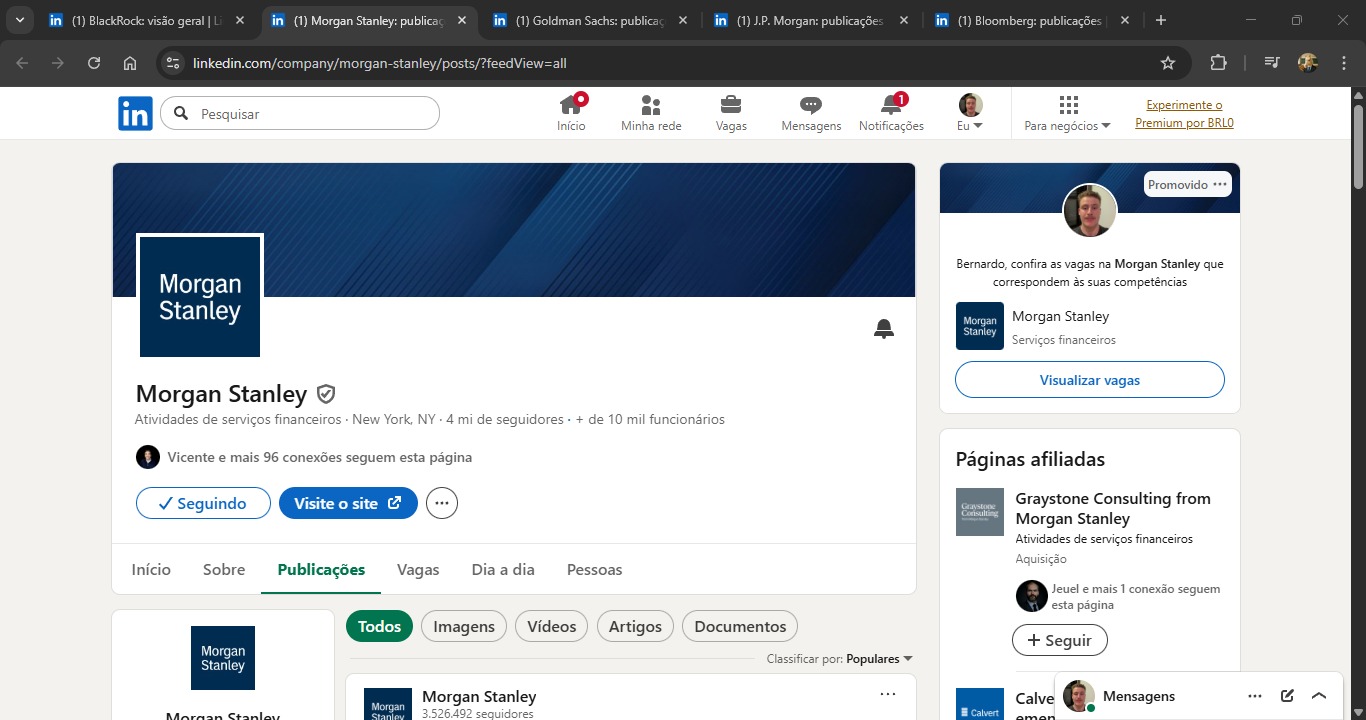 (1) BlackRock: visão geral | Li
(1) Morgan Stanley: publicaç
(1) Goldman Sachs: publicaç
(1) J.P. Morgan: publicações
(1) Bloomberg: publicações |
linkedin.com/company/morgan-stanley/posts/?feedView=all
in
Pesquisar
Início
Minha rede
Vagas
Mensagens
1
Notificações
Eu
Para negócios
Experimente o
Premium por BRL0
Morgan
Stanley
Morgan Stanley
Atividades de serviços financeiros · New York, NY · 4 mi de seguidores · + de 10 mil funcionários
Vicente e mais 96 conexões seguem esta página
Seguindo
Visite o site
Início
Sobre
Publicações
Vagas
Dia a dia
Pessoas
Morgan
Stanley
Morgan Stanley
Todos
Imagens
Vídeos
Artigos
Documentos
Classificar por: Populares
Morgan
Stanley
Morgan Stanley
3.526.492 seguidores
Promovido
Bernardo, confira as vagas na Morgan Stanley que
correspondem às suas competências
Morgan
Stanley
Morgan Stanley
Serviços financeiros
Visualizar vagas
Páginas afiliadas
Graystone
Consulting
Graystone Consulting from
Morgan Stanley
Atividades de serviços financeiros
Aquisição
Jeuel e mais 1 conexão seguem
esta página
+ Seguir
Calvert
Calve
emen
Mensagens